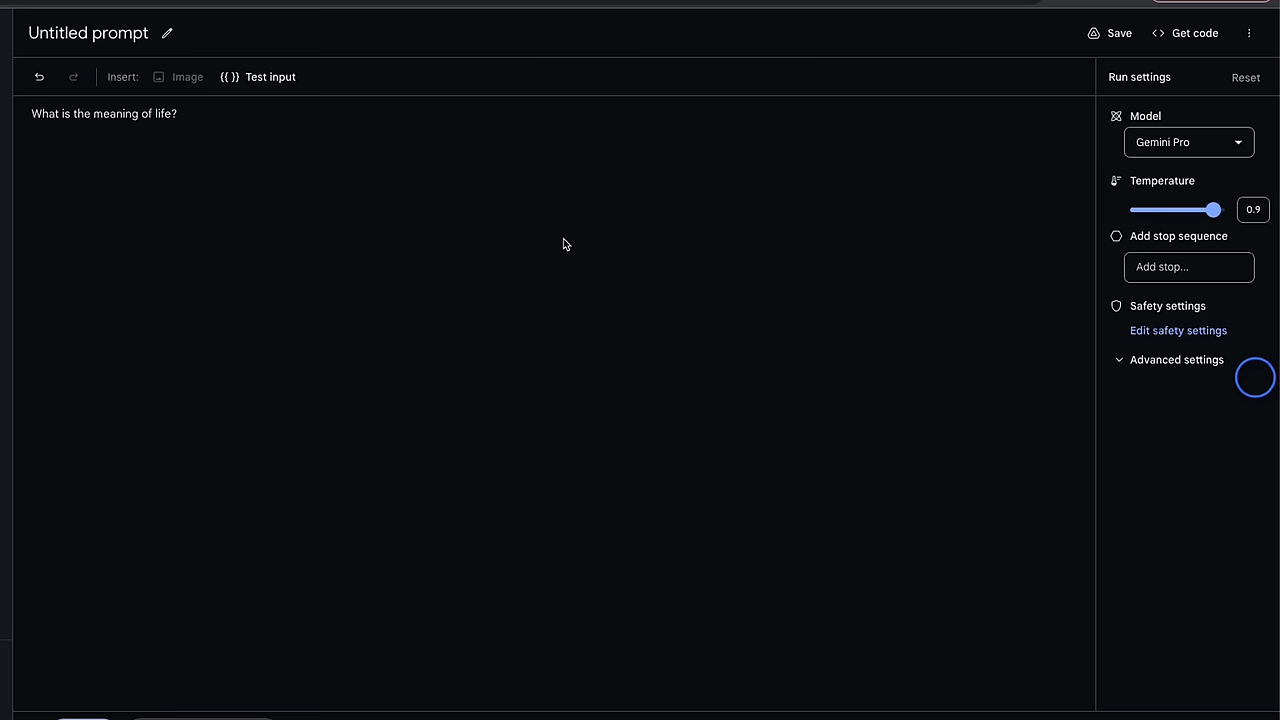 Untitled prompt
Save
Get code
Insert:
Image
{{ }} Test input
Run settings
Reset
What is the meaning of life?
Model
Gemini Pro
Temperature
0.9
Add stop sequence
Add stop...
Safety settings
Edit safety settings
Advanced settings